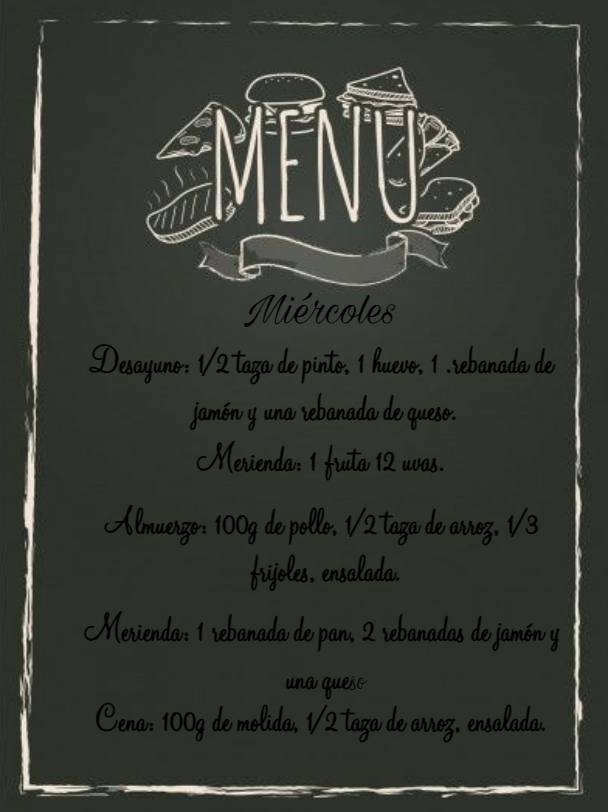 MENU
Miércoles
Desayuno: 1/2 taza de pinto, 1 huevo, 1 .rebanada de
jamón y una rebanada de queso.
Merienda: 1 fruta 12 uvas.
Almuerzo: 100g de pollo, 1/2 taza de arroz, 1/3
frijoles, ensalada.
Merienda: 1 rebanada de pan, 2 rebanadas de jamón y
una queso
Cena: 100g de molida, 1/2 taza de arroz, ensalada.